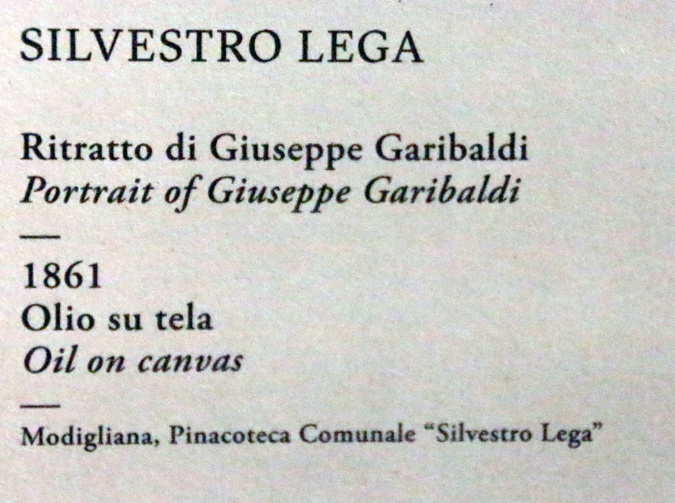 SILVESTRO LEGA
Ritratto di Giuseppe Garibaldi
Portrait of Giuseppe Garibaldi
—
1861
Olio su tela
Oil on canvas
—
Modigliana, Pinacoteca Comunale “Silvestro Lega”